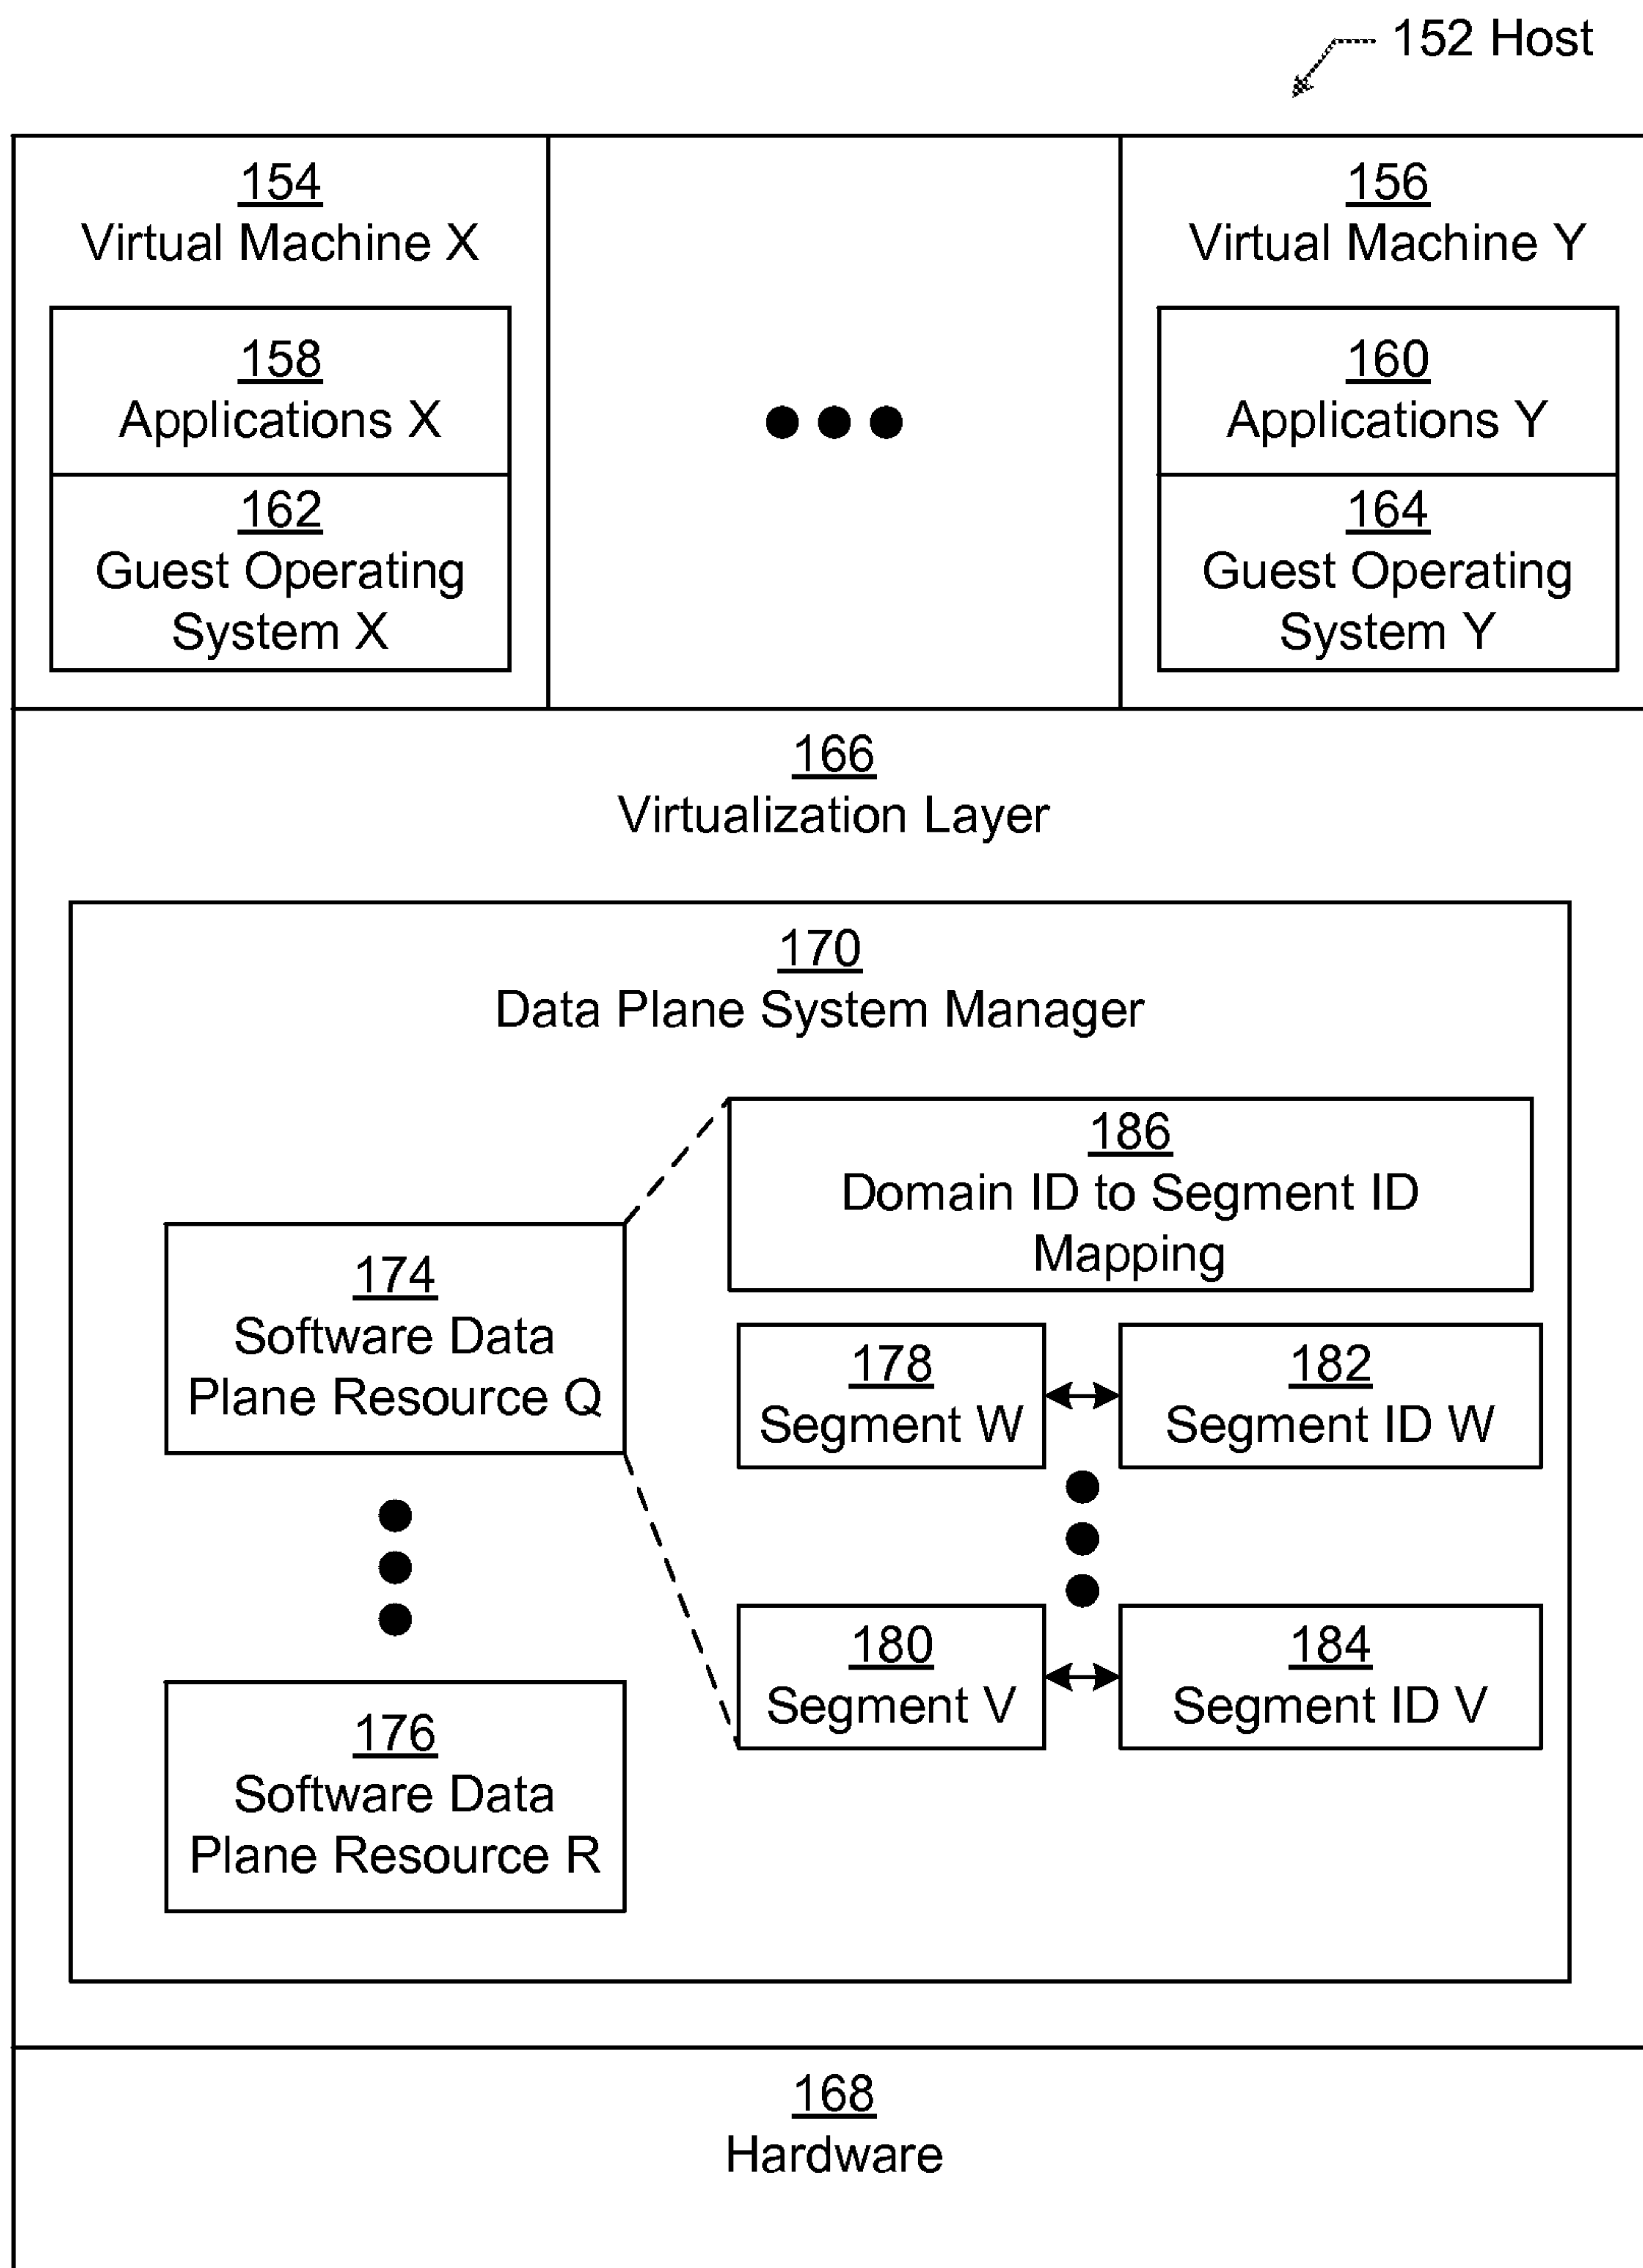 152 Host
154
Virtual Machine X
158
Applications X
162
Guest Operating
System X
156
Virtual Machine Y
160
Applications Y
164
Guest Operating
System Y
166
Virtualization Layer
170
Data Plane System Manager
174
Software Data
Plane Resource Q
176
Software Data
Plane Resource R
186
Domain ID to Segment ID
Mapping
178
Segment W
182
Segment ID W
180
Segment V
184
Segment ID V
168
Hardware